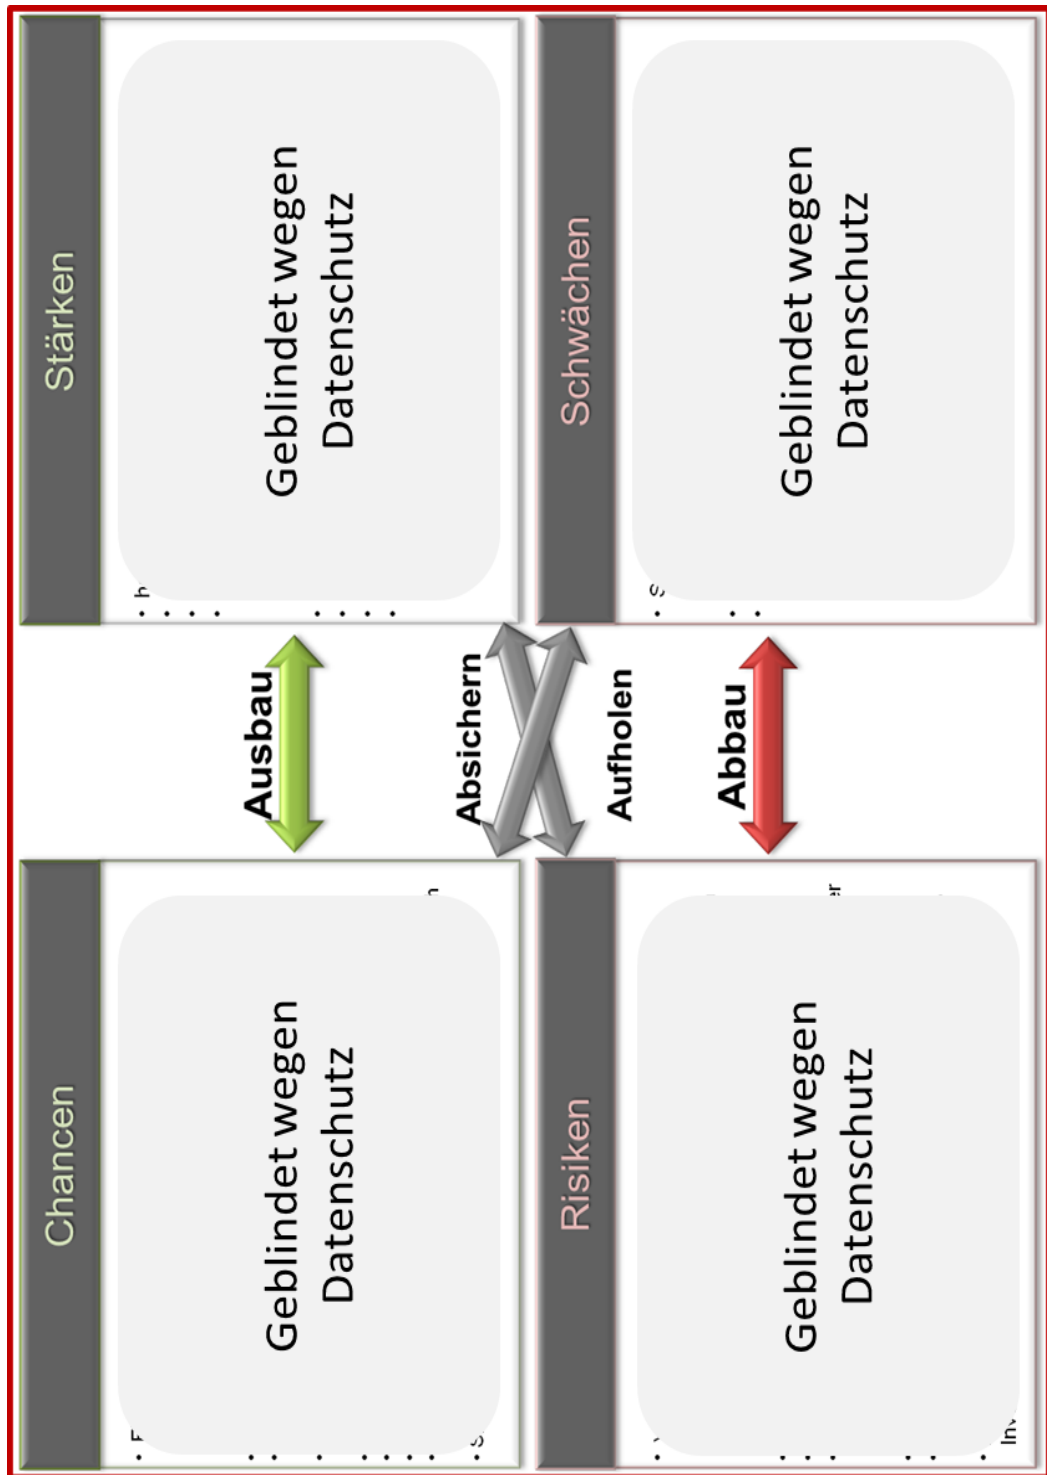 Chancen
Geblindet wegen
Datenschutz
Ausbau
Stärken
Geblindet wegen
Datenschutz
Absichern
Aufholen
Risiken
Geblindet wegen
Datenschutz
Abbau
Schwächen
Geblindet wegen
Datenschutz